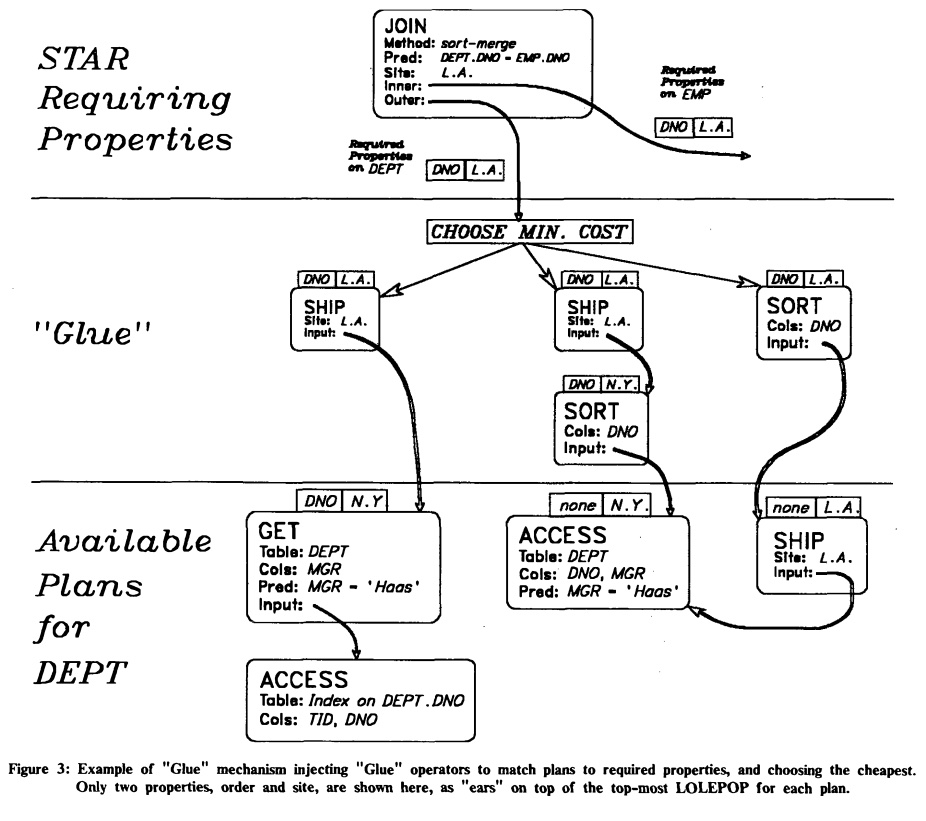 STAR
Requiring
Properties
JOIN
Method: sort-merge
Pred: DEPT.DNO = EMP.DNO
Site: L.A.
Inner:
Outer:
Required
Properties
on EMP
DNO L.A.
Required
Properties
on DEPT
DNO L.A.
CHOOSE MIN. COST
"Glue"
DNO L.A.
SHIP
Site: L.A.
Input:
DNO L.A.
SHIP
Site: L.A.
Input:
DNO N.Y.
SORT
Cols: DNO
Input:
DNO L.A.
SORT
Cols: DNO
Input:
Available
Plans
for
DEPT
DNO N.Y
GET
Table: DEPT
Cols: MGR
Pred: MGR = 'Haas'
Input:
ACCESS
Table: Index on DEPT.DNO
Cols: TID, DNO
none N.Y.
ACCESS
Table: DEPT
Cols: DNO, MGR
Pred: MGR = 'Haas'
none L.A.
SHIP
Site: L.A.
Input:
Figure 3: Example of "Glue" mechanism injecting "Glue" operators to match plans to required properties, and choosing the cheapest.
Only two properties, order and site, are shown here, as "ears" on top of the top-most LOLEPOP for each plan.